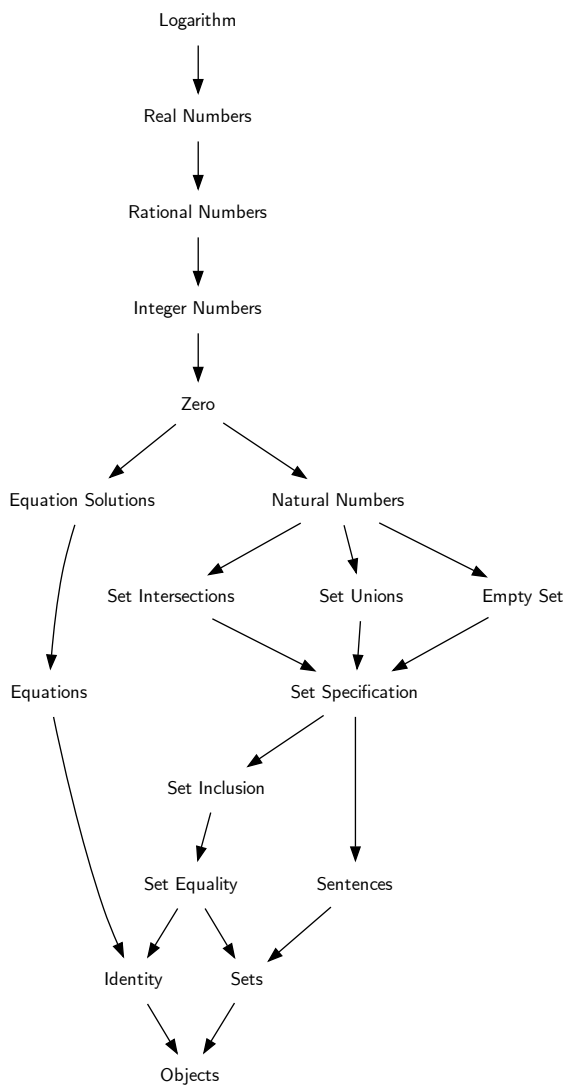 Logarithm
Real Numbers
Rational Numbers
Integer Numbers
Zero
Equation Solutions
Natural Numbers
Set Intersections
Set Unions
Empty Set
Equations
Set Specification
Set Inclusion
Set Equality
Sentences
Identity
Sets
Objects